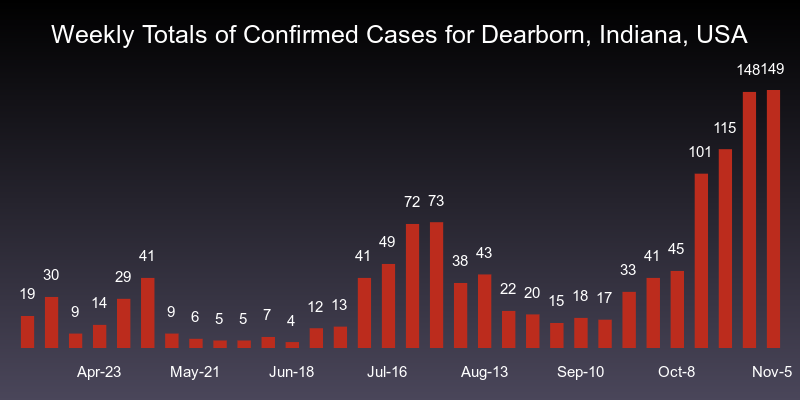 Weekly Totals of Confirmed Cases for Dearborn, Indiana, USA
19 30 9 14 29 41 9 6 5 5 7 4 12 13 41 49 72 73 38 43 22 20 15 18 17 33 41 45 101 115 148 149
Apr-23 May-21 Jun-18 Jul-16 Aug-13 Sep-10 Oct-8 Nov-5